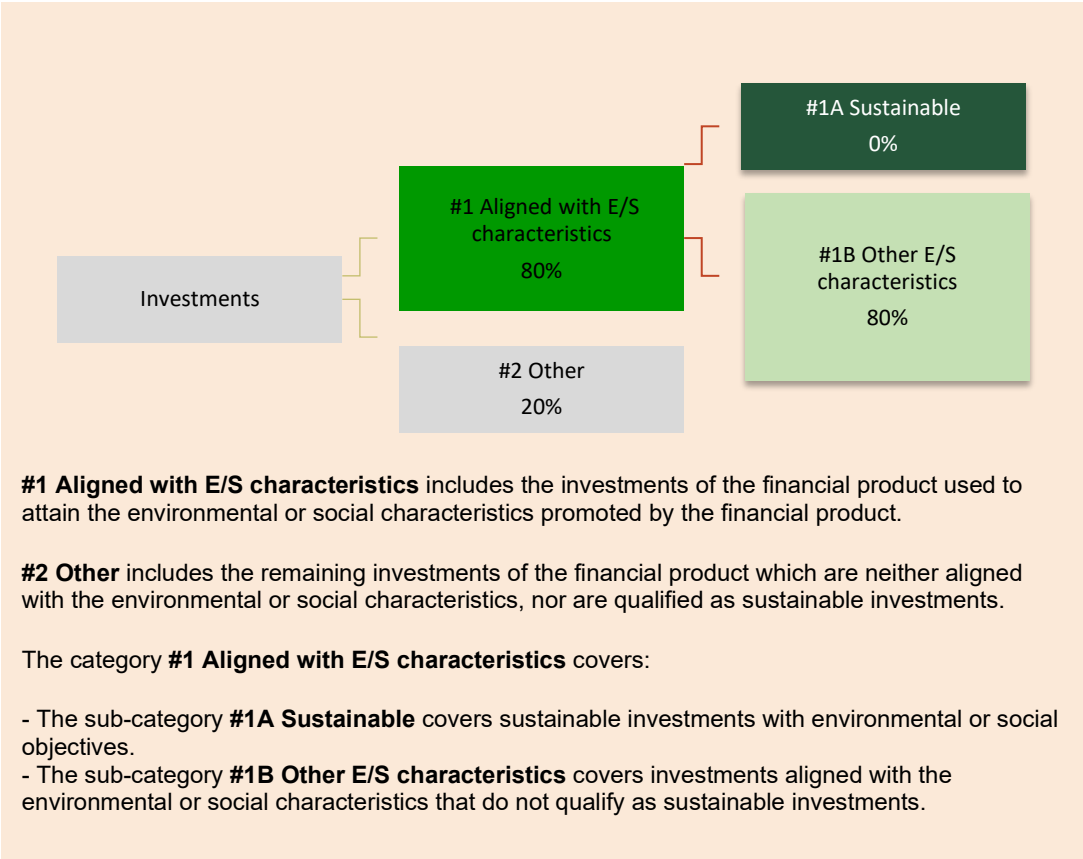 #1A Sustainable
0%
#1 Aligned with E/S
characteristics
80%
#1B Other E/S
characteristics
80%
Investments
#2 Other
20%
#1 Aligned with E/S characteristics includes the investments of the financial product used to
attain the environmental or social characteristics promoted by the financial product.
#2 Other includes the remaining investments of the financial product which are neither aligned
with the environmental or social characteristics, nor are qualified as sustainable investments.
The category #1 Aligned with E/S characteristics covers:
- The sub-category #1A Sustainable covers sustainable investments with environmental or social
objectives.
- The sub-category #1B Other E/S characteristics covers investments aligned with the
environmental or social characteristics that do not qualify as sustainable investments.